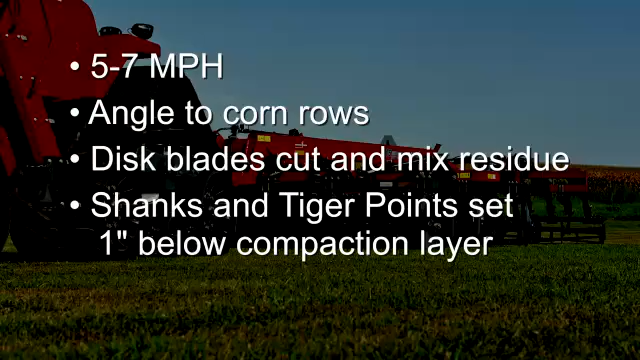 • 5-7 MPH
• Angle to corn rows
• Disk blades cut and mix residue
• Shanks and Tiger Points set
1" below compaction layer